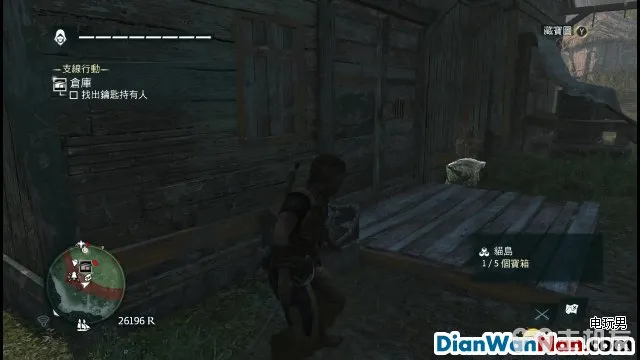 藏寶圖 Y
支線行動
倉庫
找出鑰匙持有人
貓島
1/5 個寶箱
26196 R
电玩男
DianWanNan.com